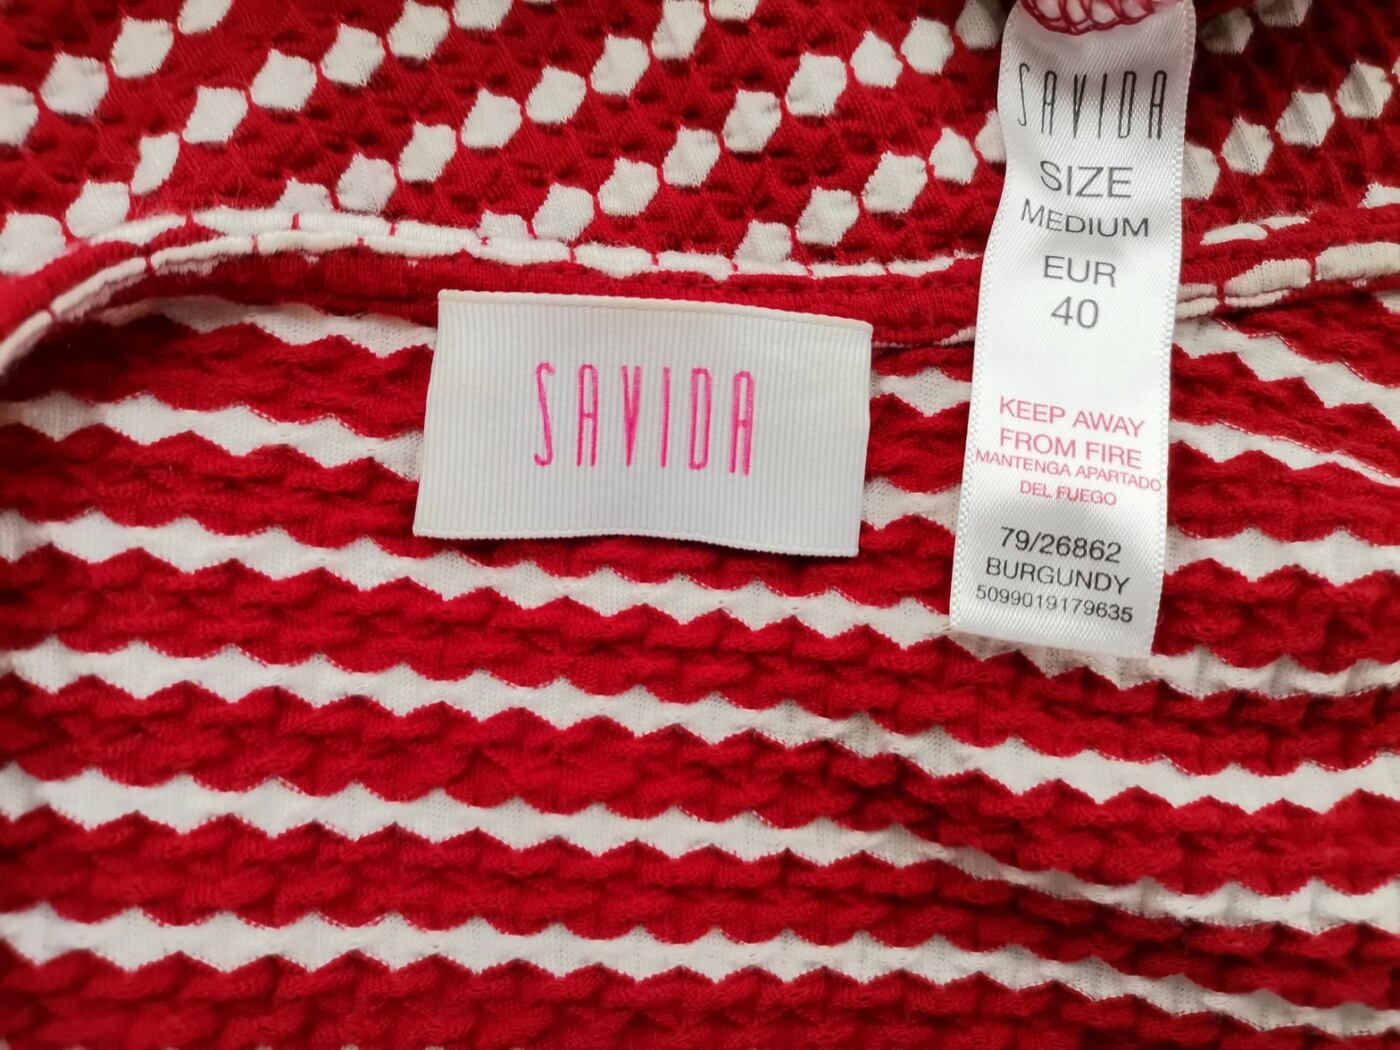 SAVIDA
SAVIDA
SIZE
MEDIUM
EUR
40
KEEP AWAY
FROM FIRE
MANTENGA APARTADO
DEL FUEGO
79/26862
BURGUNDY
5099019179635